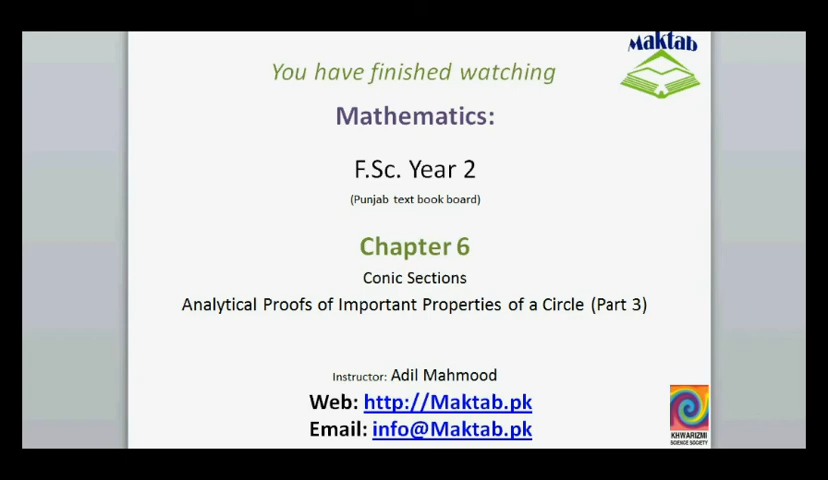 Maktab
You have finished watching
Mathematics:
F.Sc. Year 2
(Punjab text book board)
Chapter 6
Conic Sections
Analytical Proofs of Important Properties of a Circle (Part 3)
Instructor: Adil Mahmood
Web: http://Maktab.pk
Email: info@Maktab.pk
KHWARIZMI
SCIENCE SOCIETY